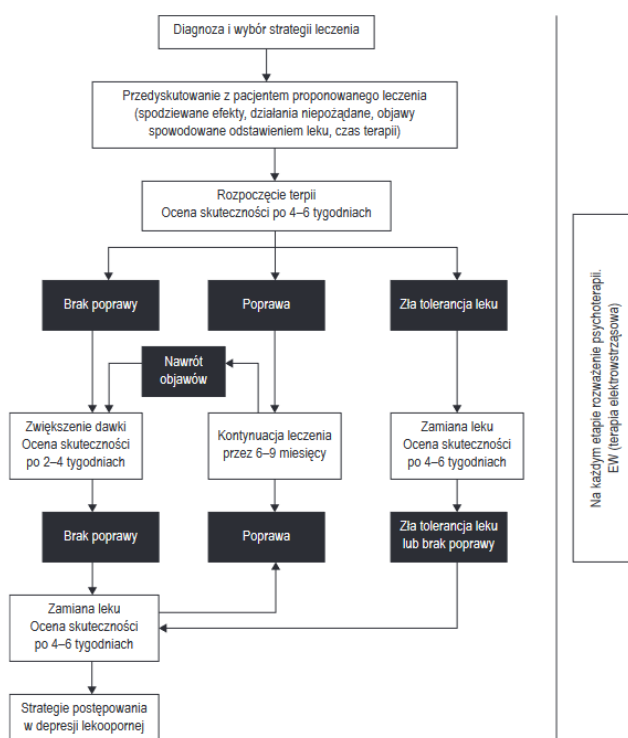 Diagnoza i wybór strategii leczenia
Przedyskutowanie z pacjentem proponowanego leczenia
(spodziewane efekty, działania niepożądane, objawy
spowodowane odstawieniem leku, czas terapii)
Rozpoczęcie terpii
Ocena skuteczności po 4–6 tygodniach
Brak poprawy
Poprawa
Zła tolerancja leku
Nawrót
objawów
Zwiększenie dawki
Ocena skuteczności
po 2–4 tygodniach
Kontynuacja leczenia
przez 6–9 miesięcy
Zamiana leku
Ocena skuteczności
po 4–6 tygodniach
Brak poprawy
Poprawa
Zła tolerancja leku
lub brak poprawy
Zamiana leku
Ocena skuteczności
po 4–6 tygodniach
Strategie postępowania
w depresji lekoopornej
Na każdym etapie rozważenie psychoterapii.
EW (terapia elektrowstrząsowa)